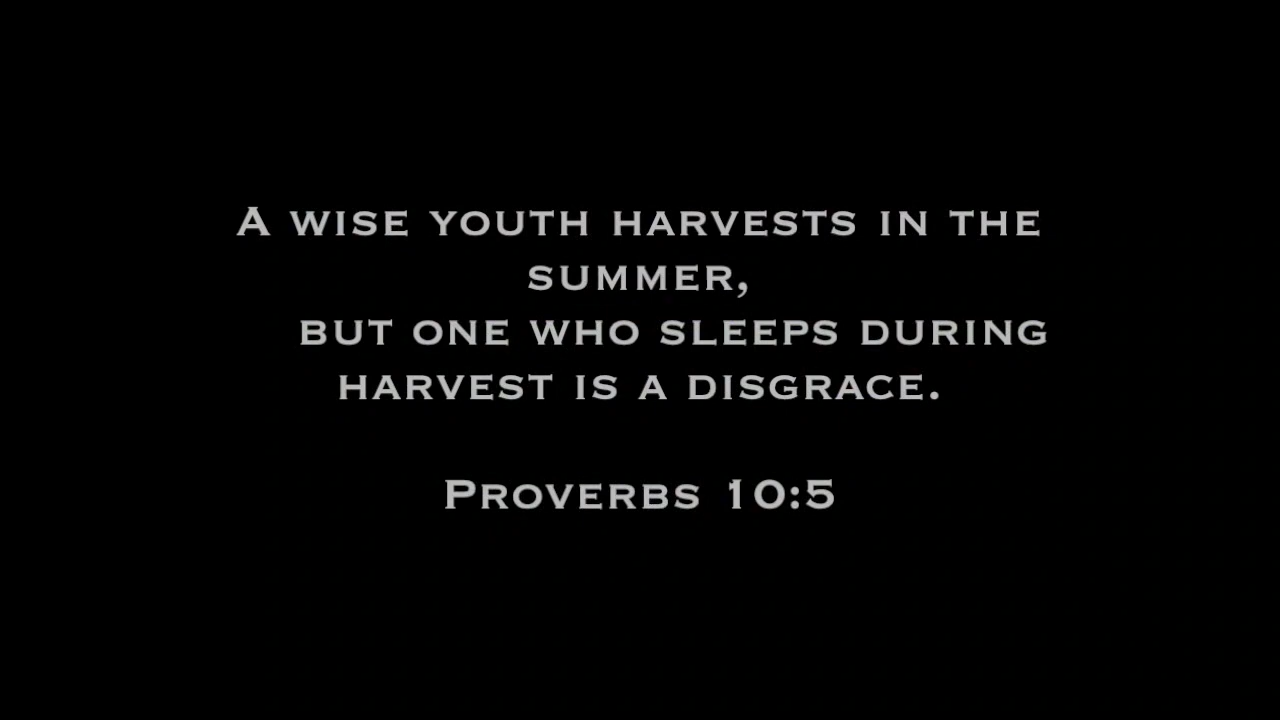 A wise youth harvests in the
summer,
but one who sleeps during
harvest is a disgrace.
Proverbs 10:5